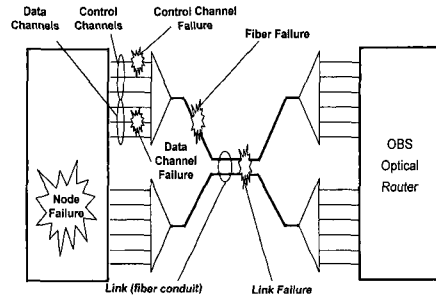 Data
Channels
Control
Channels
Control Channel
Failure
Fiber Failure
Data
Channel
Failure
Node
Failure
OBS
Optical
Router
Link (fiber conduit)
Link Failure